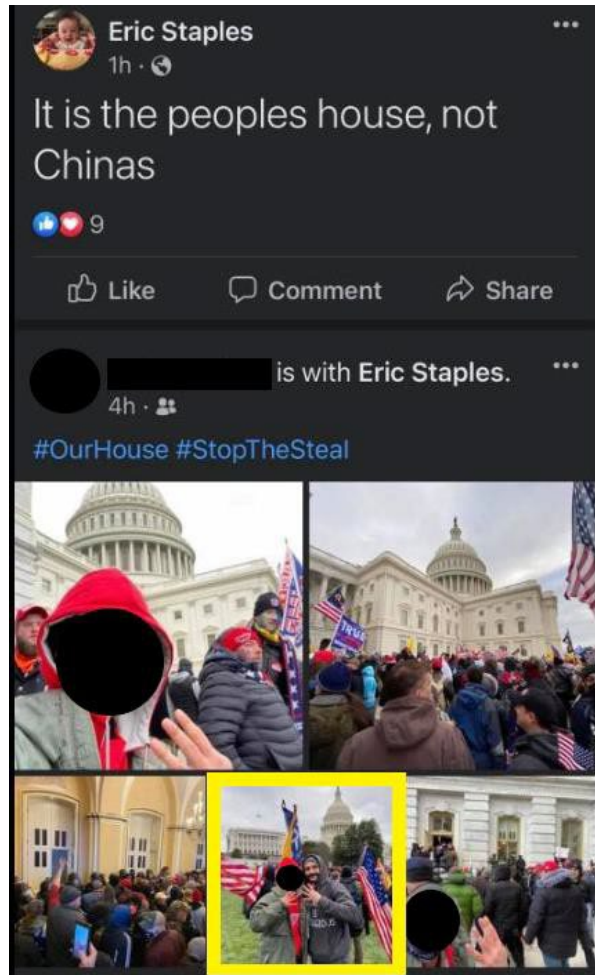 Eric Staples
1h ·
It is the peoples house, not
Chinas
9
Like Comment Share
is with Eric Staples.
4h ·
#OurHouse #StopTheSteal
TRUMP